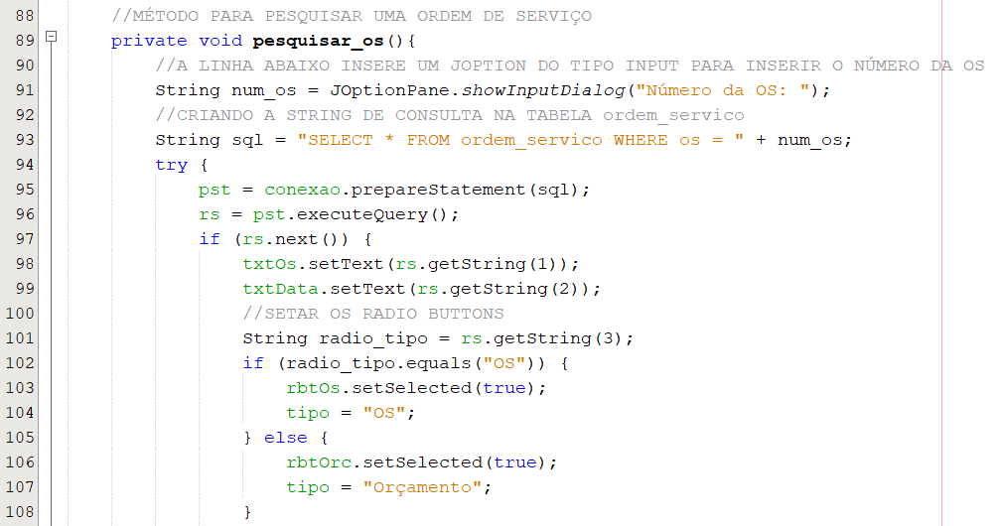 88 //MÉTODO PARA PESQUISAR UMA ORDEM DE SERVIÇO
89 private void pesquisar_os(){
90 //A LINHA ABAIXO INSERE UM JOPTION DO TIPO INPUT PARA INSERIR O NÚMERO DA OS
91 String num_os = JOptionPane.showInputDialog("Número da OS: ");
92 //CRIANDO A STRING DE CONSULTA NA TABELA ordem_servico
93 String sql = "SELECT * FROM ordem_servico WHERE os = " + num_os;
94 try {
95 pst = conexao.prepareStatement(sql);
96 rs = pst.executeQuery();
97 if (rs.next()) {
98 txtOs.setText(rs.getString(1));
99 txtData.setText(rs.getString(2));
100 //SETAR OS RADIO BUTTONS
101 String radio_tipo = rs.getString(3);
102 if (radio_tipo.equals("OS")) {
103 rbtOs.setSelected(true);
104 tipo = "OS";
105 } else {
106 rbtOrc.setSelected(true);
107 tipo = "Orçamento";
108 }